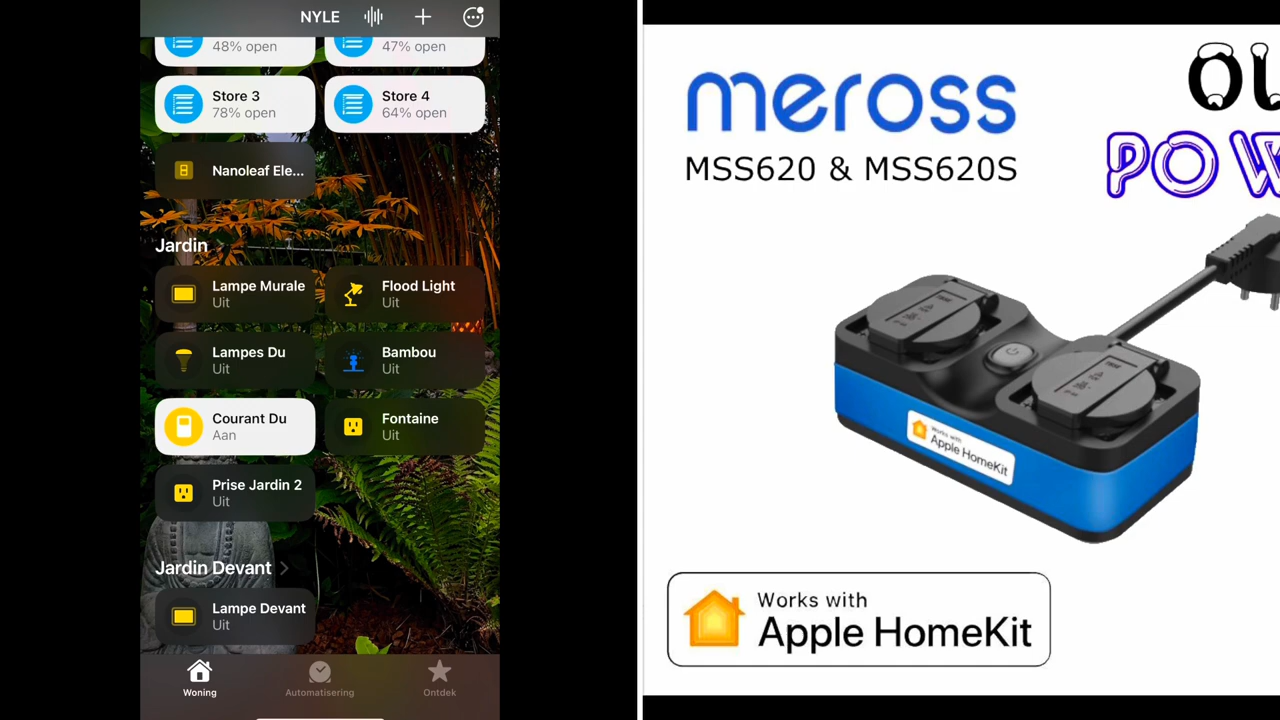 NYLE
48% open
47% open
Store 3
78% open
Store 4
64% open
Nanoleaf Ele...
Jardin
Lampe Murale
Uit
Flood Light
Uit
Lampes Du
Uit
Bambou
Uit
Courant Du
Aan
Fontaine
Uit
Prise Jardin 2
Uit
Jardin Devant
Lampe Devant
Uit
Woning
Automatisering
Ontdek
meross
MSS620 & MSS620S
POW
Works with
Apple HomeKit
Works with
Apple HomeKit